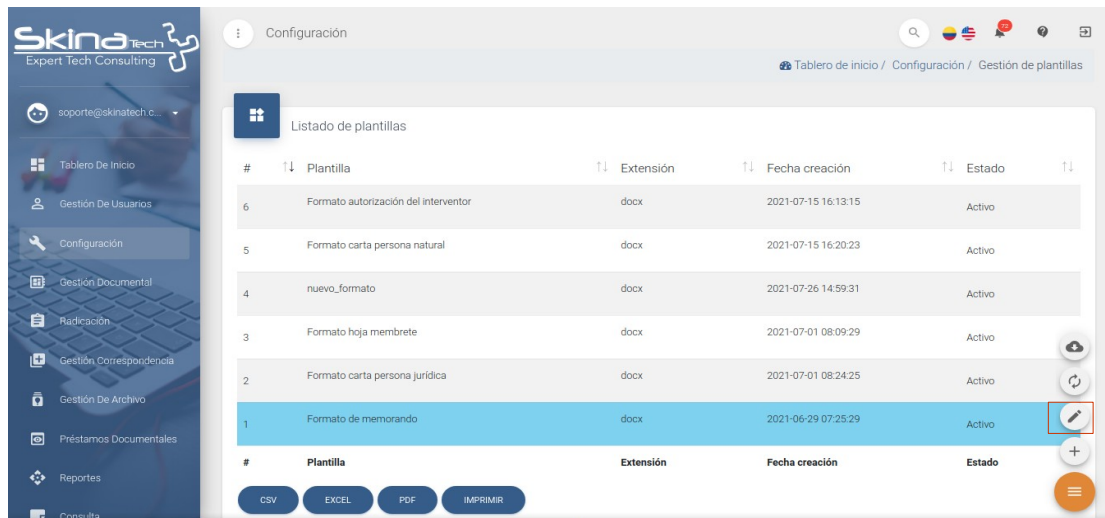 Skina Tech
Expert Tech Consulting
soporte@skinatech.c...
Tablero De Inicio
Gestión De Usuarios
Configuración
Gestión Documental
Radicación
Gestión Correspondencia
Gestión De Archivo
Préstamos Documentales
Reportes
Consulta
Configuración
72
Tablero de inicio / Configuración / Gestión de plantillas
Listado de plantillas
# Plantilla Extensión Fecha creación Estado
6 Formato autorización del interventor docx 2021-07-15 16:13:15 Activo
5 Formato carta persona natural docx 2021-07-15 16:20:23 Activo
4 nuevo_formato docx 2021-07-26 14:59:31 Activo
3 Formato hoja membrete docx 2021-07-01 08:09:29 Activo
2 Formato carta persona jurídica docx 2021-07-01 08:24:25 Activo
1 Formato de memorando docx 2021-06-29 07:25:29 Activo
# Plantilla Extensión Fecha creación Estado
CSV EXCEL PDF IMPRIMIR